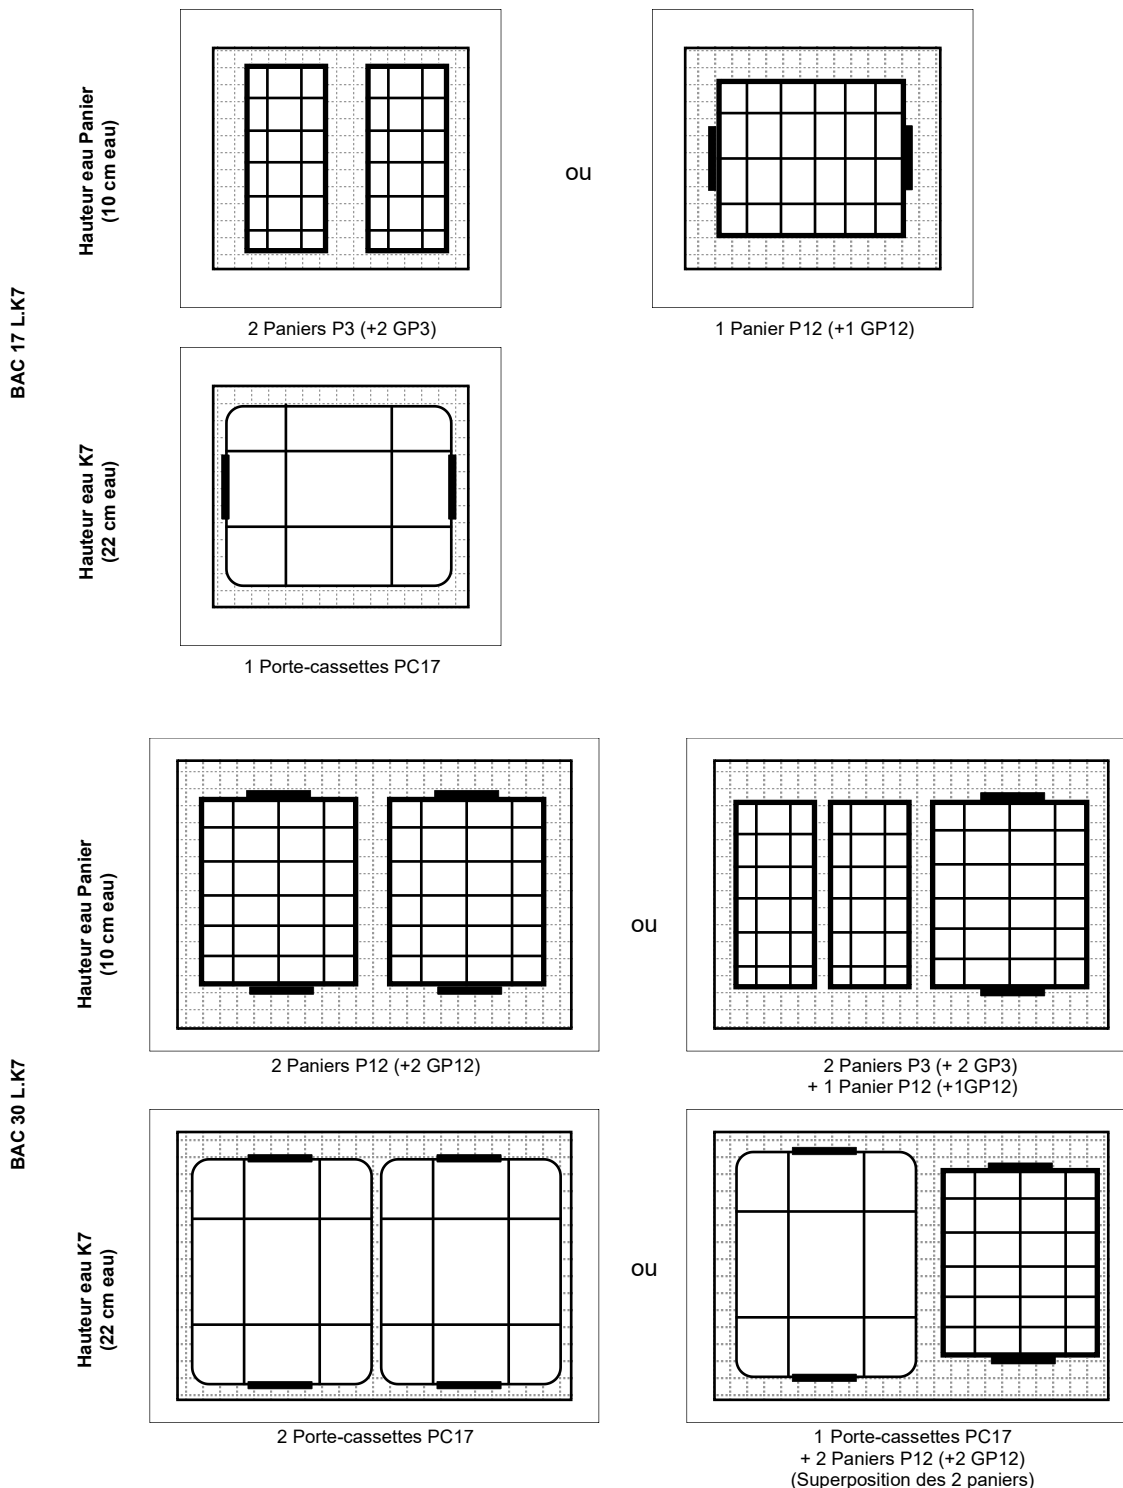 BAC 17 L.K7
Hauteur eau Panier
(10 cm eau)
ou
2 Paniers P3 (+2 GP3)
1 Panier P12 (+1 GP12)
Hauteur eau K7
(22 cm eau)
1 Porte-cassettes PC17
BAC 30 L.K7
Hauteur eau Panier
(10 cm eau)
ou
2 Paniers P12 (+2 GP12)
2 Paniers P3 (+ 2 GP3)
+ 1 Panier P12 (+1GP12)
Hauteur eau K7
(22 cm eau)
ou
2 Porte-cassettes PC17
1 Porte-cassettes PC17
+ 2 Paniers P12 (+2 GP12)
(Superposition des 2 paniers)